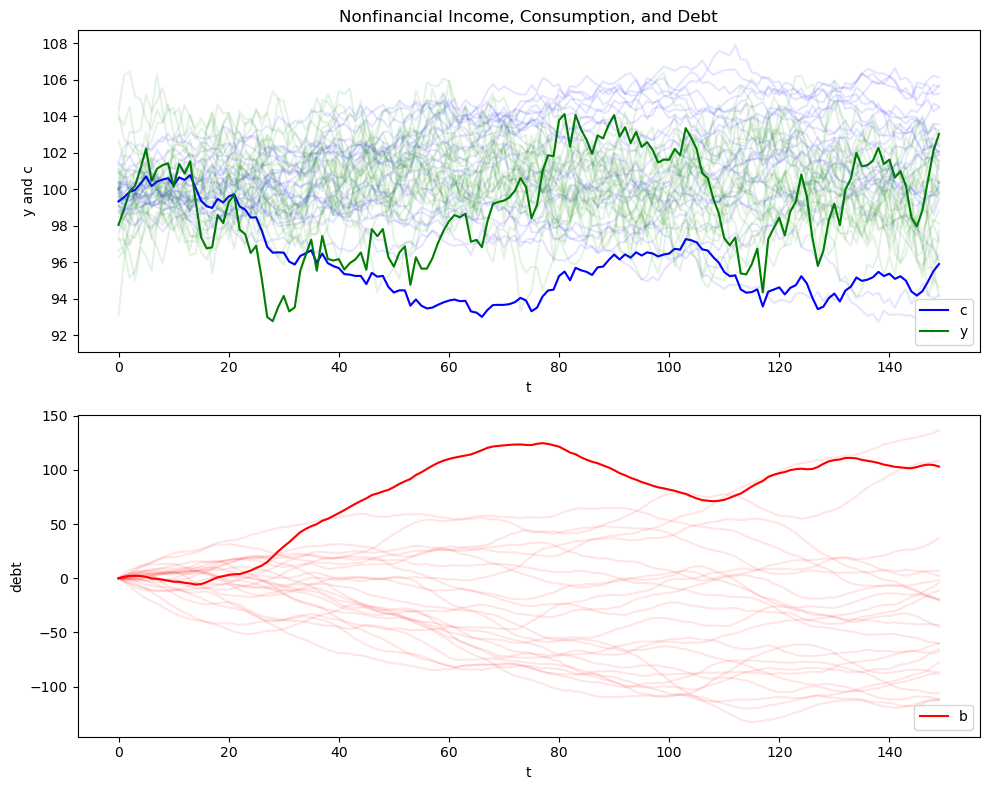 Nonfinancial Income, Consumption, and Debt
108
106
104
102
100
98
96
94
92
y and c
c
y
0 20 40 60 80 100 120 140
t
150
100
50
0
−50
−100
debt
b
0 20 40 60 80 100 120 140
t